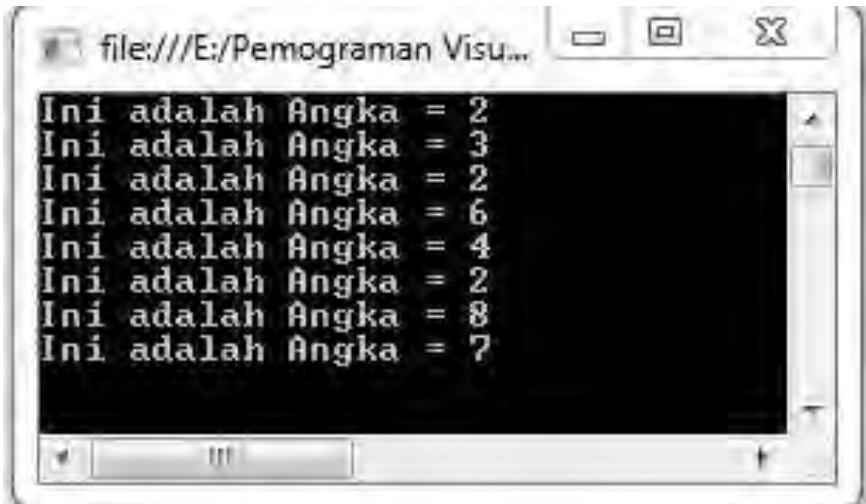 file:///E:/Pemograman Visu...
Ini adalah Angka = 2
Ini adalah Angka = 3
Ini adalah Angka = 2
Ini adalah Angka = 6
Ini adalah Angka = 4
Ini adalah Angka = 2
Ini adalah Angka = 8
Ini adalah Angka = 7